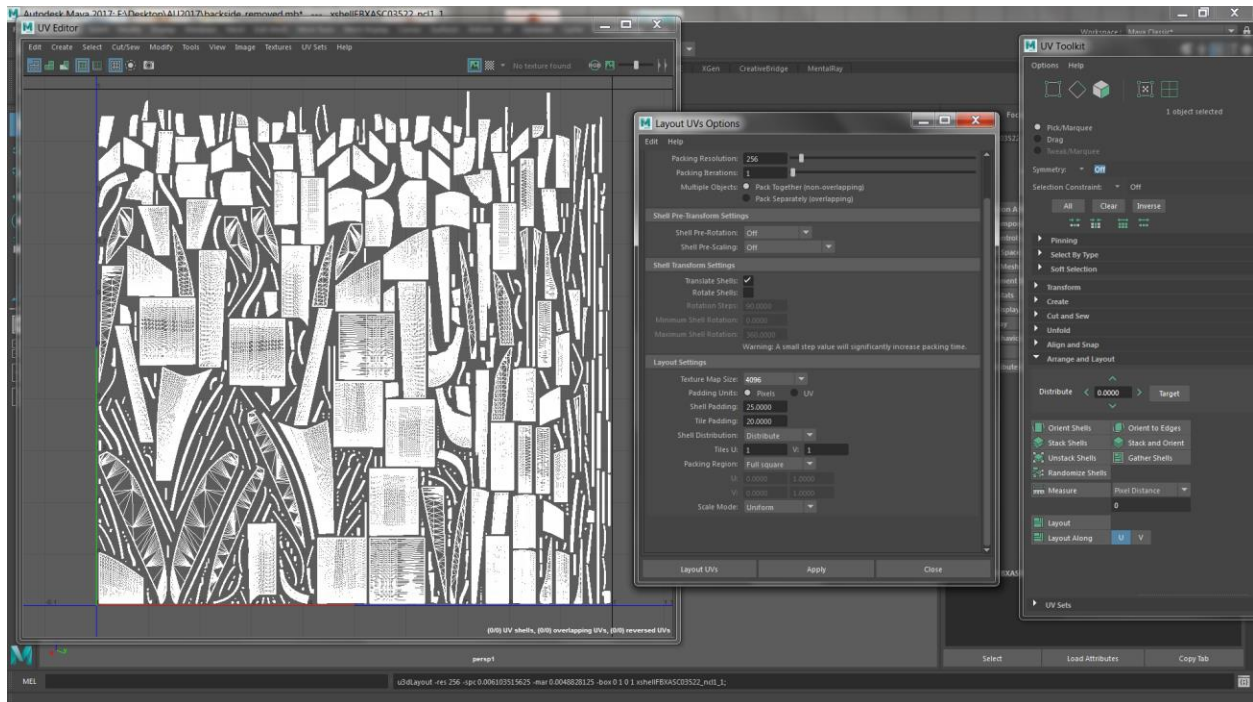 Autodesk Maya 2017: F:\Desktop\AU2017\backside_removed.mb* --- xshellFBXASC03522_ncl1_1
Workspace: Maya Classic*
UV Editor
Edit Create Select Cut/Sew Modify Tools View Image Textures UV Sets Help
No texture found
(0/0) UV shells, (0/0) overlapping UVs, (0/0) reversed UVs
XGen CreativeBridge MentalRay
Layout UVs Options
Edit Help
Packing Resolution: 256
Packing Iterations: 1
Multiple Objects: Pack Together (non-overlapping)
Pack Separately (overlapping)
Shell Pre-Transform Settings
Shell Pre-Rotation: Off
Shell Pre-Scaling: Off
Shell Transform Settings
Translate Shells:
Rotate Shells:
Rotation Steps: 90.0000
Minimum Shell Rotation: 0.0000
Maximum Shell Rotation: 360.0000
Warning: A small step value will significantly increase packing time.
Layout Settings
Texture Map Size: 4096
Padding Units: Pixels UV
Shell Padding: 25.0000
Tile Padding: 20.0000
Shell Distribution: Distribute
Tiles U: 1 V: 1
Packing Region: Full square
U: 0.0000 1.0000
V: 0.0000 1.0000
Scale Mode: Uniform
Layout UVs Apply Close
UV Toolkit
Options Help
1 object selected
Pick/Marquee
Drag
Tweak/Marquee
Symmetry: Off
Selection Constraint: Off
All Clear Inverse
Pinning
Select By Type
Soft Selection
Transform
Create
Cut and Sew
Unfold
Align and Snap
Arrange and Layout
Distribute 0.0000 Target
Orient Shells Orient to Edges
Stack Shells Stack and Orient
Unstack Shells Gather Shells
Randomize Shells
Measure Pixel Distance
0
Layout
Layout Along U V
UV Sets
persp1
Select Load Attributes Copy Tab
MEL
u3dLayout -res 256 -spc 0.006103515625 -mar 0.0048828125 -box 0 1 0 1 xshellFBXASC03522_ncl1_1;